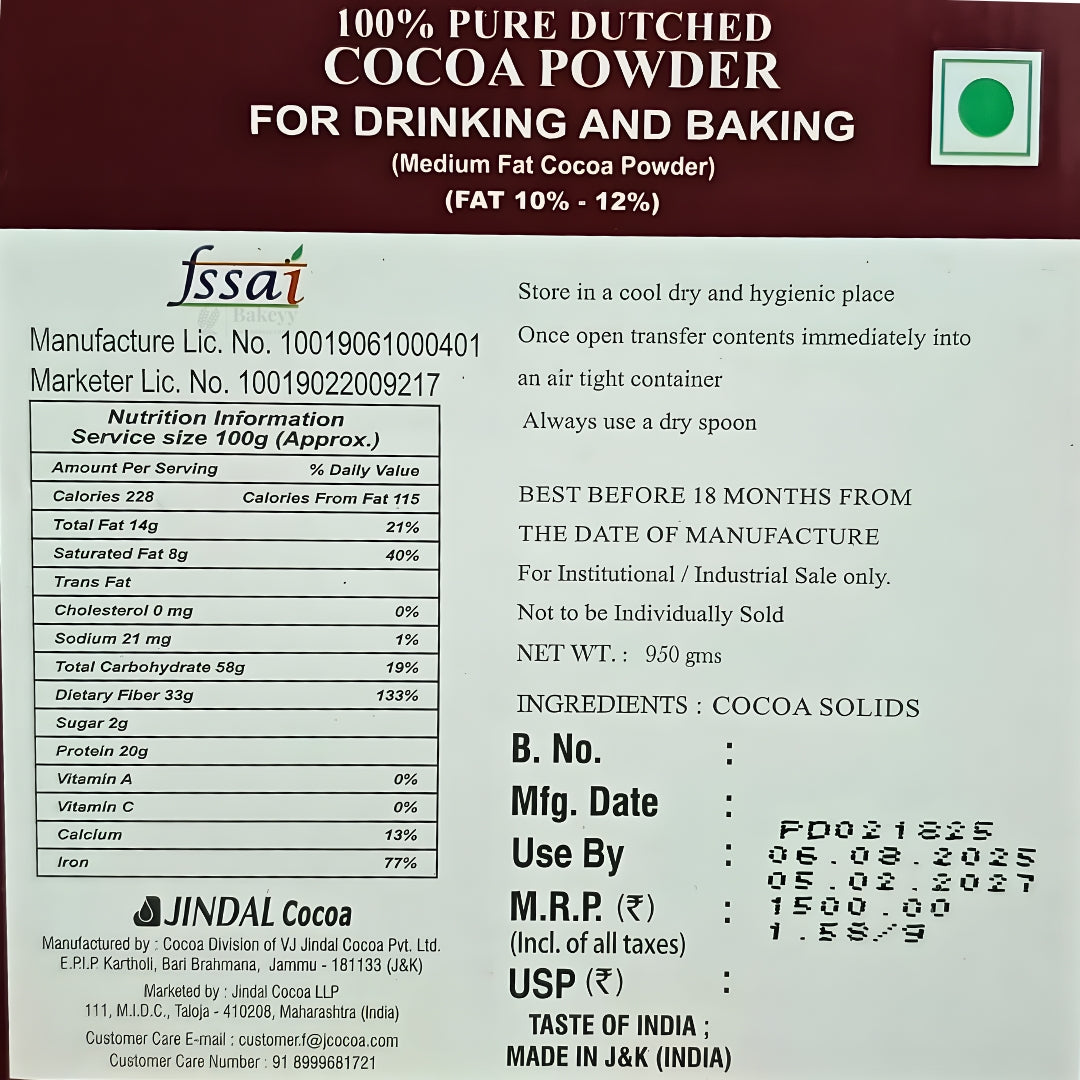 100% PURE DUTCHED
COCOA POWDER
FOR DRINKING AND BAKING
(Medium Fat Cocoa Powder)
(FAT 10% - 12%)
fssai
Bakeyy
Manufacture Lic. No. 10019061000401
Marketer Lic. No. 10019022009217
Nutrition Information
Service size 100g (Approx.)
Amount Per Serving % Daily Value
Calories 228 Calories From Fat 115
Total Fat 14g 21%
Saturated Fat 8g 40%
Trans Fat
Cholesterol 0 mg 0%
Sodium 21 mg 1%
Total Carbohydrate 58g 19%
Dietary Fiber 33g 133%
Sugar 2g
Protein 20g
Vitamin A 0%
Vitamin C 0%
Calcium 13%
Iron 77%
JINDAL Cocoa
Manufactured by : Cocoa Division of VJ Jindal Cocoa Pvt. Ltd.
E.P.I.P. Kartholi, Bari Brahmana, Jammu - 181133 (J&K)
Marketed by : Jindal Cocoa LLP
111, M.I.D.C., Taloja - 410208, Maharashtra (India)
Customer Care E-mail : customer.f@jcocoa.com
Customer Care Number : 91 8999681721
Store in a cool dry and hygienic place
Once open transfer contents immediately into
an air tight container
Always use a dry spoon
BEST BEFORE 18 MONTHS FROM
THE DATE OF MANUFACTURE
For Institutional / Industrial Sale only.
Not to be Individually Sold
NET WT. : 950 gms
INGREDIENTS : COCOA SOLIDS
B. No. :
Mfg. Date :
Use By :
M.R.P. (₹) :
(Incl. of all taxes)
USP (₹) :
PD021825
06.08.2025
05.02.2027
1500.00
1.58/g
TASTE OF INDIA ;
MADE IN J&K (INDIA)